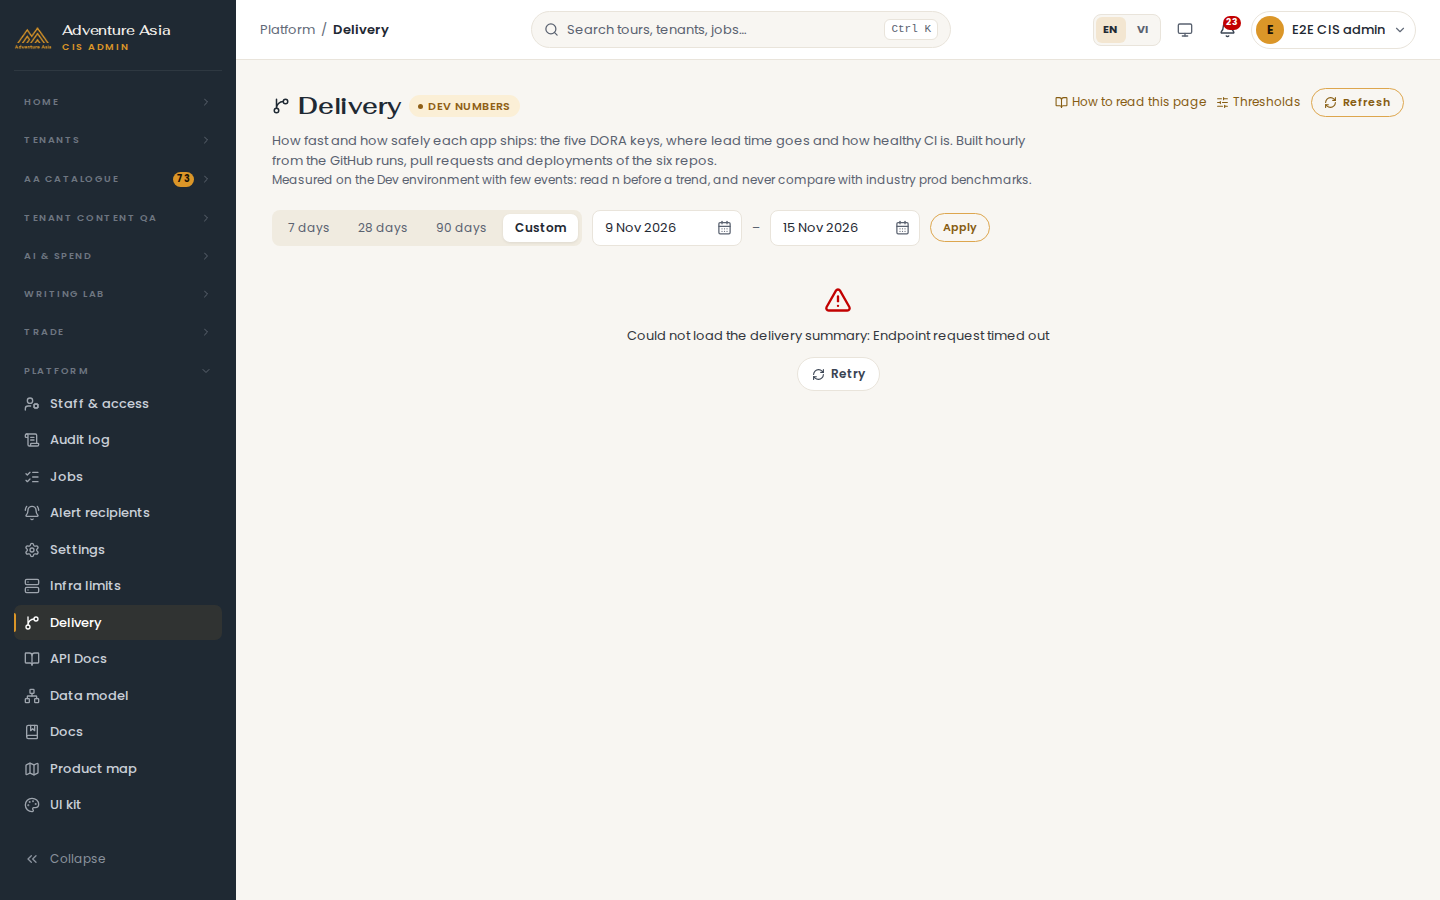 Adventure Asia
CIS ADMIN
Adventure Asia
HOME
TENANTS
AA CATALOGUE 73
TENANT CONTENT QA
AI & SPEND
WRITING LAB
TRADE
PLATFORM
Staff & access
Audit log
Jobs
Alert recipients
Settings
Infra limits
Delivery
API Docs
Data model
Docs
Product map
UI kit
Collapse
Platform / Delivery
Search tours, tenants, jobs... Ctrl K
EN VI
23
E E2E CIS admin
Delivery DEV NUMBERS
How to read this page Thresholds Refresh
How fast and how safely each app ships: the five DORA keys, where lead time goes and how healthy CI is. Built hourly
from the GitHub runs, pull requests and deployments of the six repos.
Measured on the Dev environment with few events: read n before a trend, and never compare with industry prod benchmarks.
7 days 28 days 90 days Custom 9 Nov 2026 – 15 Nov 2026 Apply
Could not load the delivery summary: Endpoint request timed out
Retry